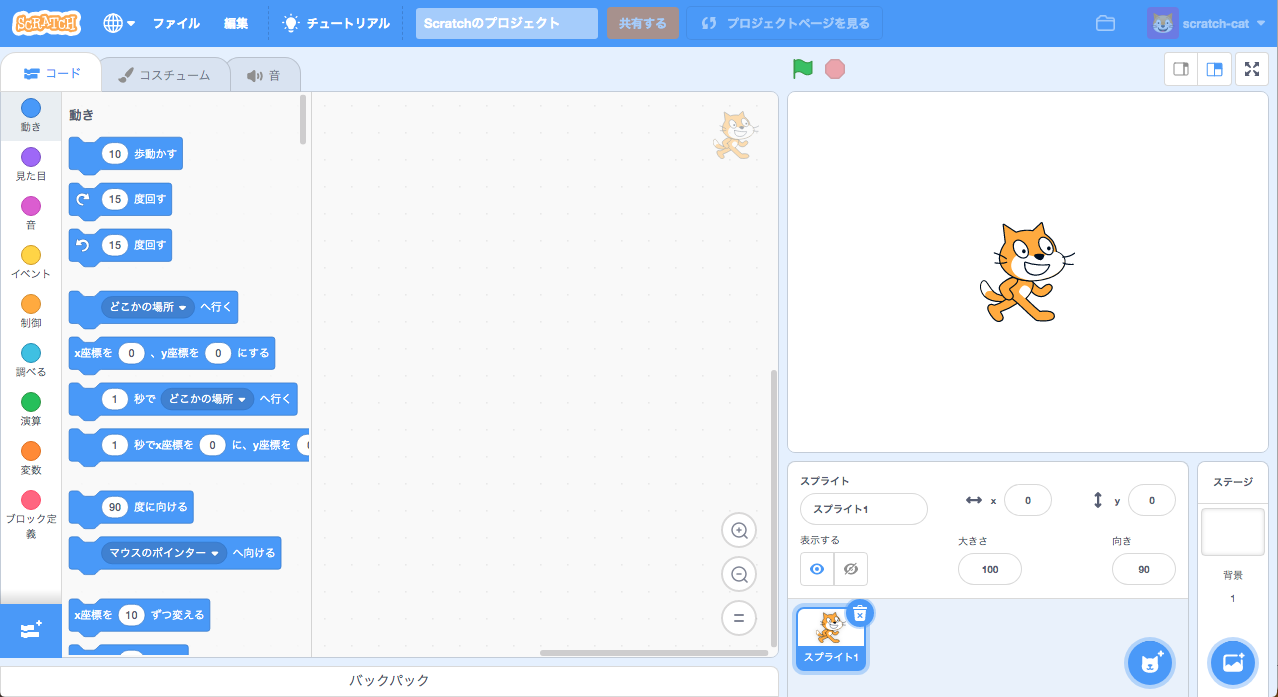 SCRATCH
ファイル
編集
チュートリアル
Scratchのプロジェクト
共有する
プロジェクトページを見る
scratch-cat
コード
コスチューム
音
動き
見た目
音
イベント
制御
調べる
演算
変数
ブロック定
義
動き
10 歩動かす
15 度回す
15 度回す
どこかの場所 へ行く
x座標を 0 、y座標を 0 にする
1 秒で どこかの場所 へ行く
1 秒でx座標を 0 に、y座標を
90 度に向ける
マウスのポインター へ向ける
x座標を 10 ずつ変える
バックパック
スプライト
スプライト1
x 0
y 0
表示する
大きさ
100
向き
90
スプライト1
ステージ
背景
1